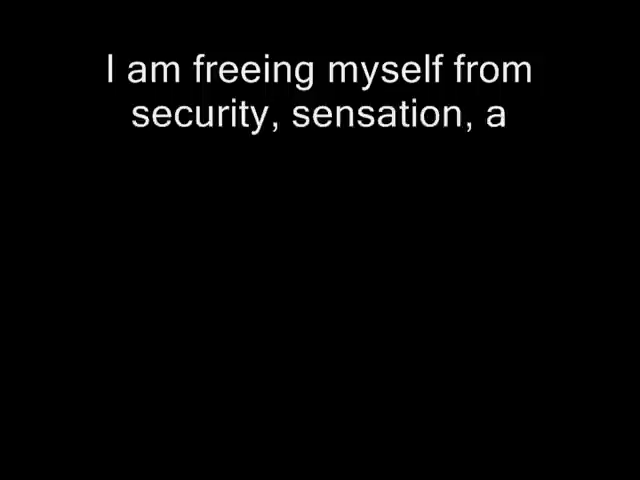 I am freeing myself from
security, sensation, a